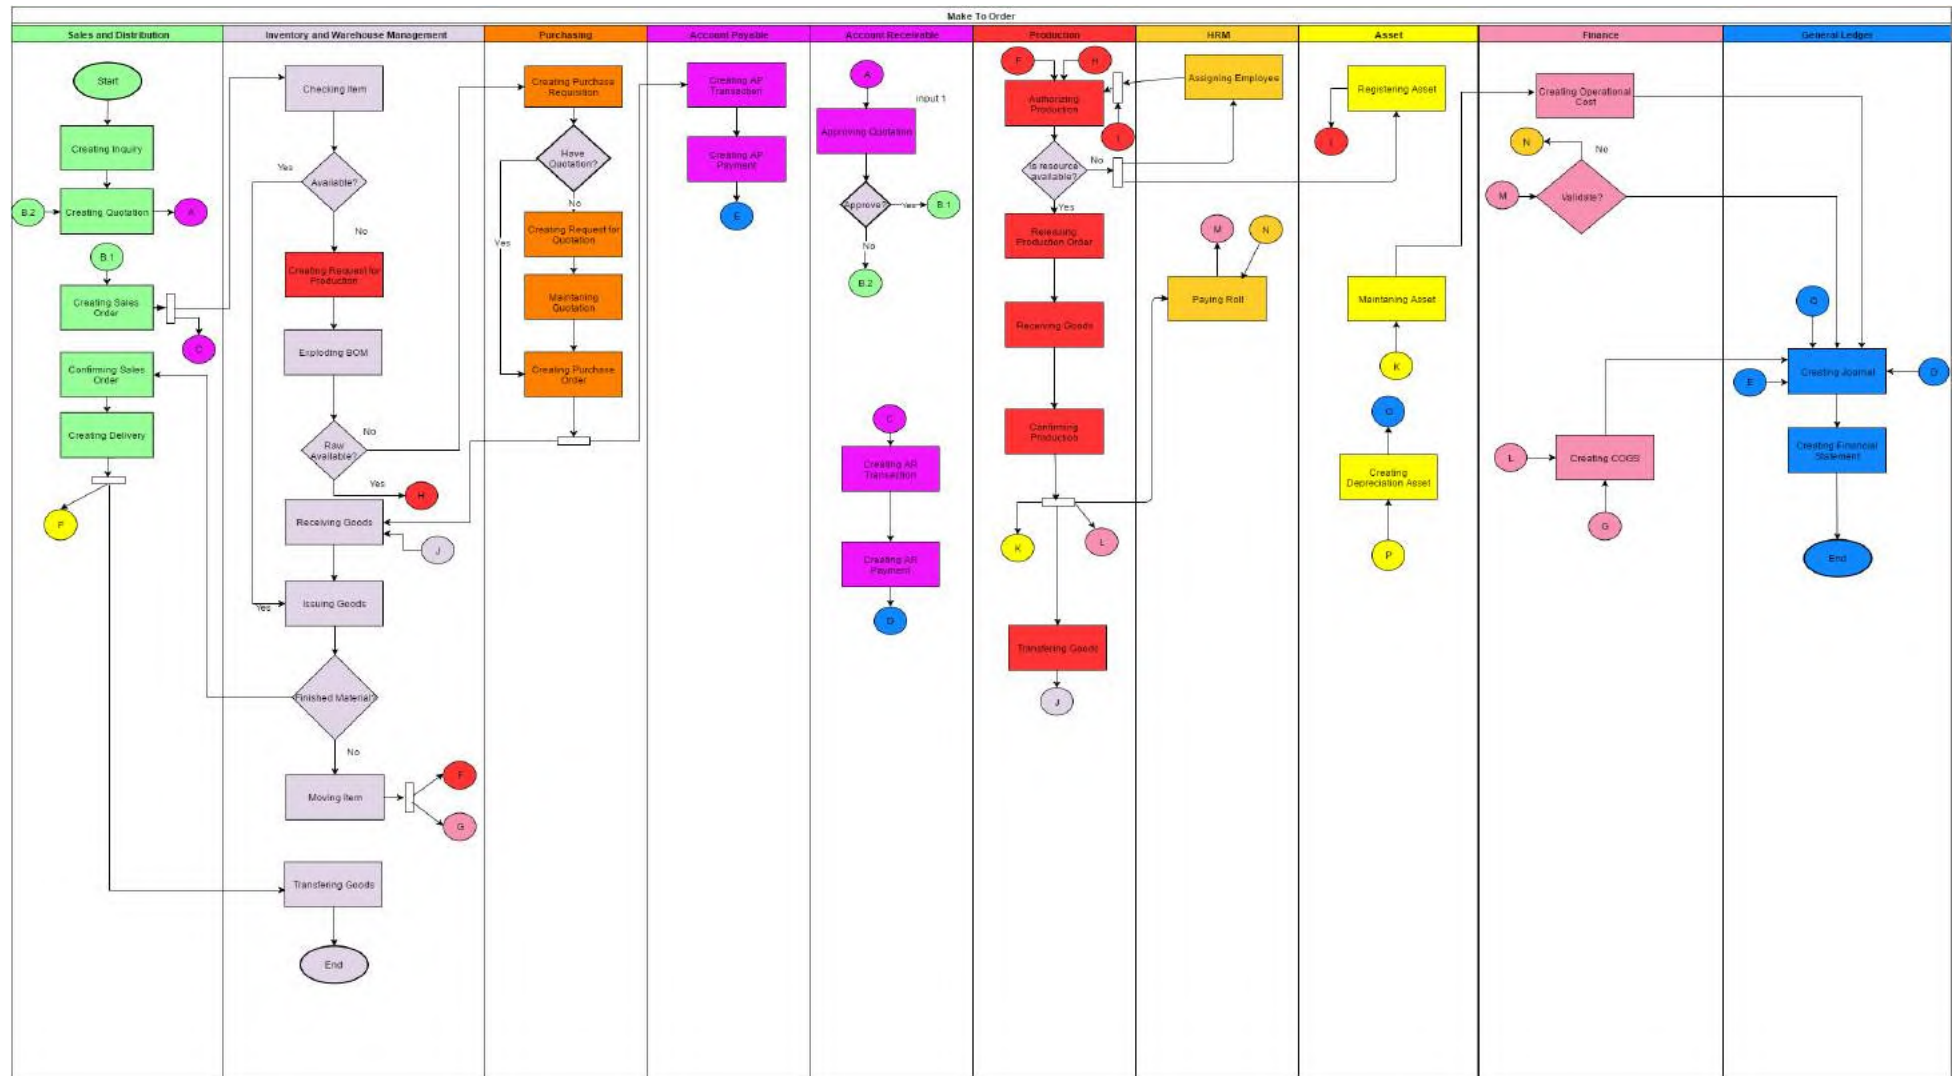 Make To Order
Sales and Distribution
Inventory and Warehouse Management
Purchasing
Account Payable
Account Receivable
Production
HRM
Asset
Finance
General Ledges
Start
Creating Inquiry
B.2
Creating Quotation
A
B.1
Creating Sales
Order
C
Confirming Sales
Order
Creating Delivery
P
Checking Item
Yes
Available?
No
Creating Request for
Production
Exploding BOM
No
Raw
Available?
Yes
H
Receiving Goods
J
Issuing Goods
Yes
Finished Material?
No
Moving Item
F
G
Transfering Goods
End
Creating Purchase
Requisition
Have
Quotation?
No
Yes
Creating Request for
Quotation
Maintaning
Quotation
Creating Purchase
Order
Creating AP
Transaction
Creating AP
Payment
E
A
input 1
Approving Quotation
Approve?
Yes
B.1
No
B.2
C
Creating AR
Transaction
Creating AR
Payment
D
F
H
Authorizing
Production
I
Is resource
available?
No
Yes
Releasing
Production Order
Receiving Goods
Confirming
Production
K
L
Transfering Goods
J
Assigning Employee
M
N
Paying Roll
Registering Asset
I
Maintaning Asset
K
O
Creating
Depreciation Asset
P
Creating Operational
Cost
N
No
M
Validate?
L
Creating COGS
G
O
Creating Journal
E
D
Creating Financial
Statement
End